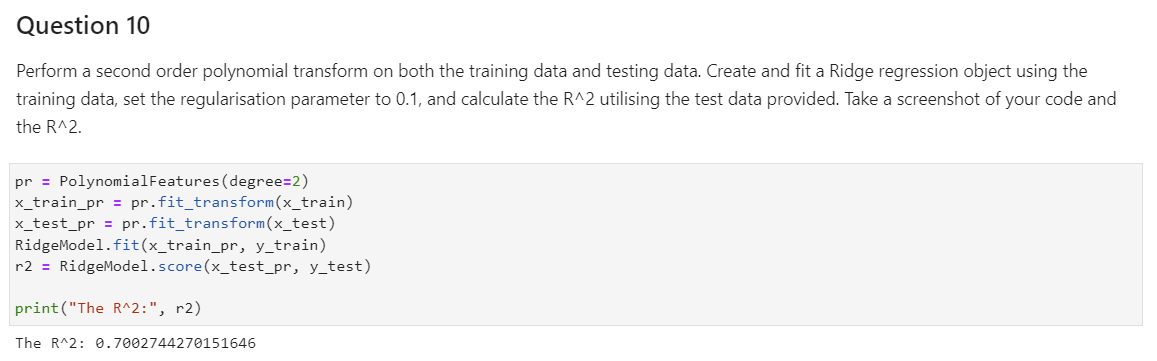 Question 10
Perform a second order polynomial transform on both the training data and testing data. Create and fit a Ridge regression object using the
training data, set the regularisation parameter to 0.1, and calculate the R^2 utilising the test data provided. Take a screenshot of your code and
the R^2.
pr = PolynomialFeatures(degree=2)
x_train_pr = pr.fit_transform(x_train)
x_test_pr = pr.fit_transform(x_test)
RidgeModel.fit(x_train_pr, y_train)
r2 = RidgeModel.score(x_test_pr, y_test)
print("The R^2:", r2)
The R^2: 0.7002744270151646